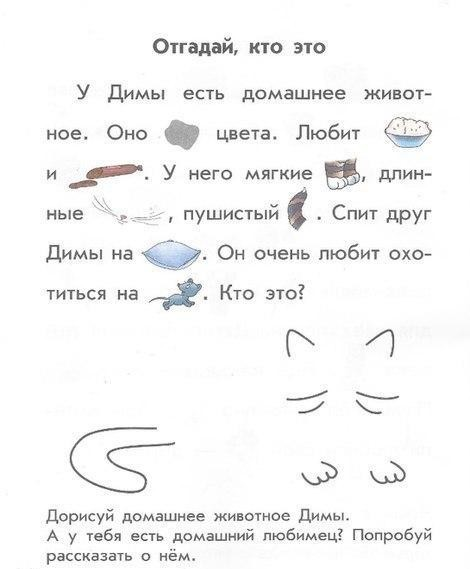 Отгадай, кто это
У Димы есть домашнее живот-
ное. Оно цвета. Любит
и . У него мягкие , длин-
ные , пушистый . Спит друг
Димы на . Он очень любит охо-
титься на . Кто это?
Дорисуй домашнее животное Димы.
А у тебя есть домашний любимец? Попробуй
рассказать о нём.